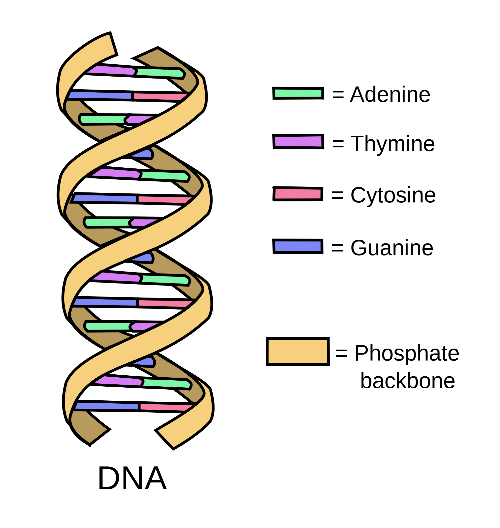 = Adenine
= Thymine
= Cytosine
= Guanine
= Phosphate
backbone
DNA